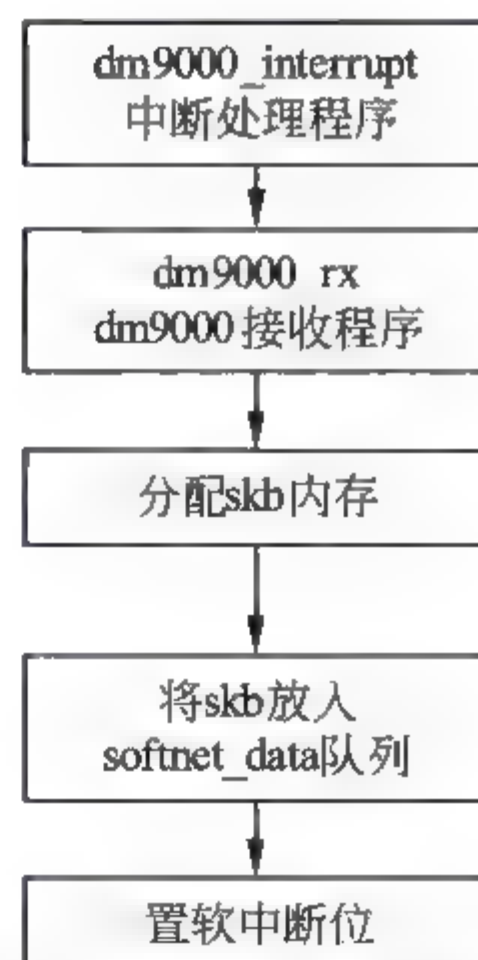 dm9000_interrupt
中断处理程序
dm9000 rx
dm9000接收程序
分配skb内存
将skb放入
softnet_data队列
置软中断位